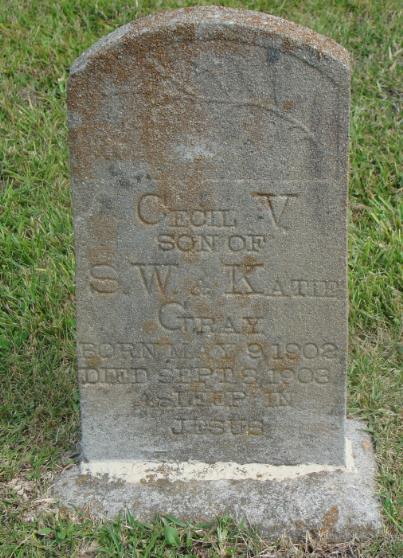 CECIL V
SON OF
S. W. & KATIE
GRAY
BORN MAY 9, 1902
DIED SEPT. 8, 1903
ASLEEP IN
JESUS